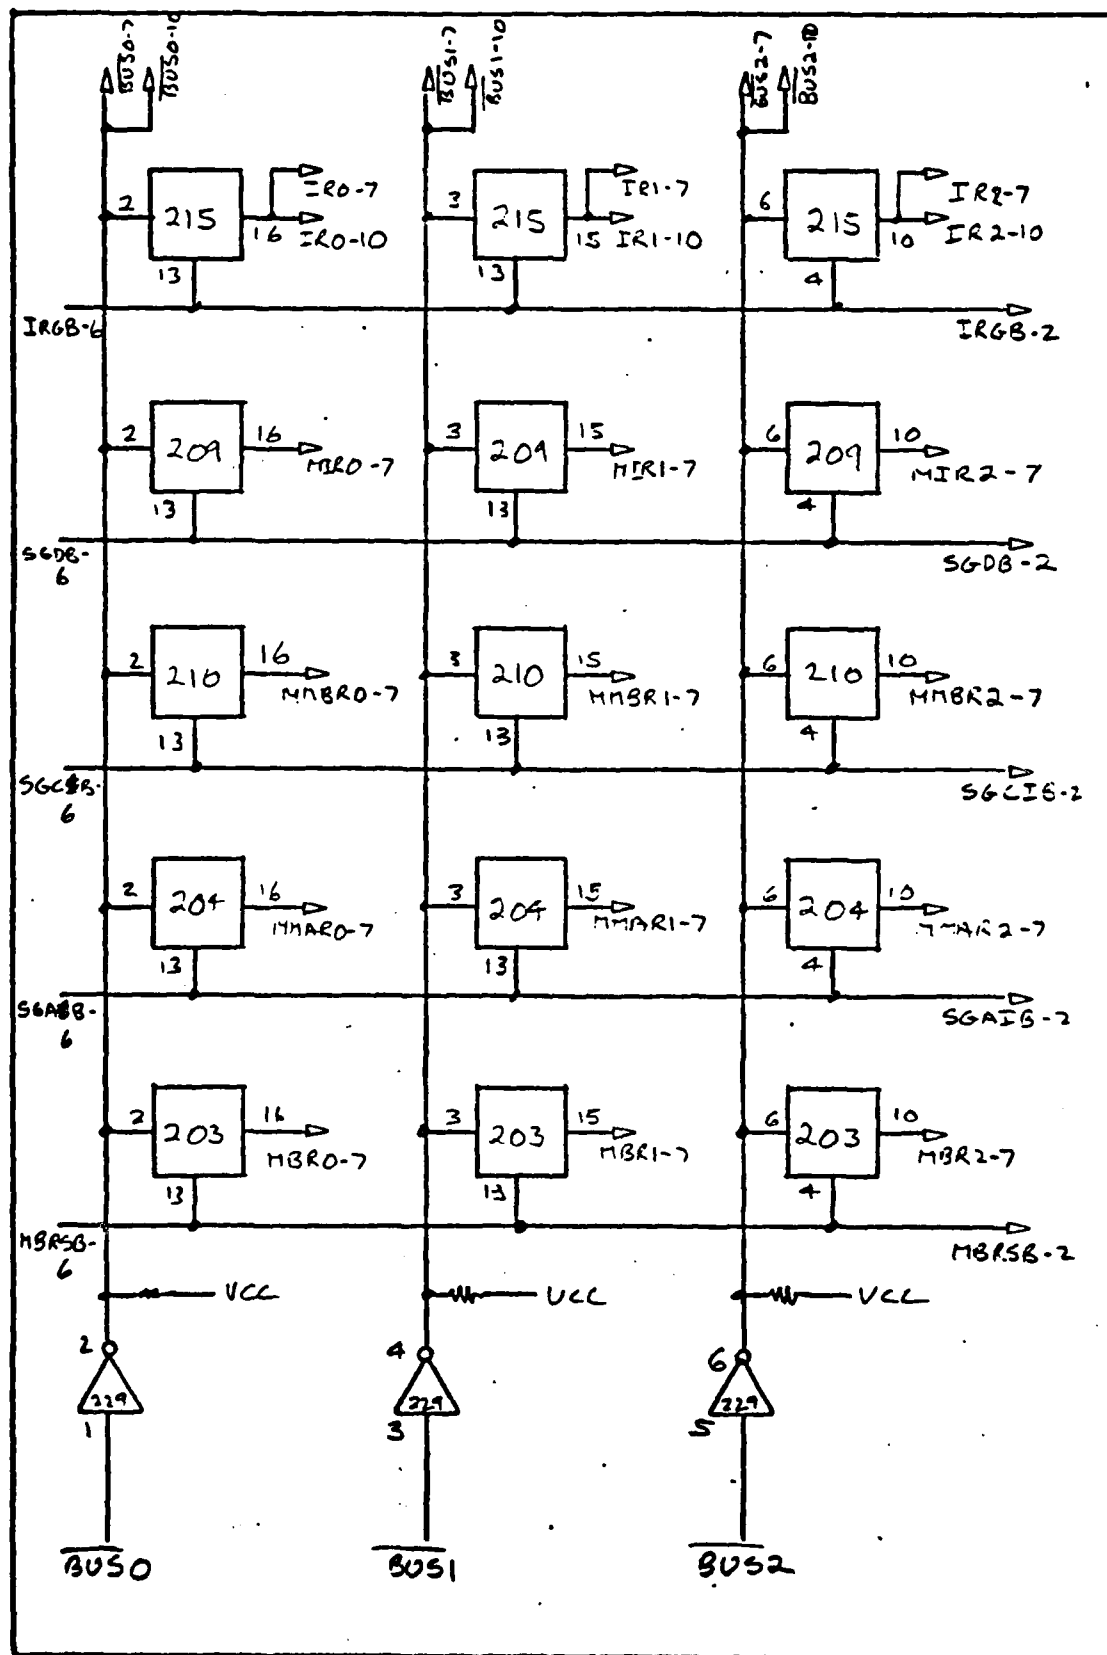 BUS0-7 BUS0-10 BUS1-7 BUS1-10 BUS2-7 BUS2-10
2 215 16 IR0-7 IR0-10 13
3 215 15 IR1-7 IR1-10 13
6 215 10 IR2-7 IR2-10 4
IRGB-6 IRGB-2
2 209 16 MIR0-7 13
3 209 15 MIR1-7 13
6 209 10 MIR2-7 4
SGDB-6 SGDB-2
2 210 16 MMBR0-7 13
3 210 15 MMBR1-7 13
6 210 10 MMBR2-7 4
6 SGCIB-2
2 204 16 MMAR0-7 13
3 204 15 MMAR1-7 13
6 204 10 MMAR2-7 4
6 SGAIB-2
2 203 16 MBR0-7 13
3 203 15 MBR1-7 13
6 203 10 MBR2-7 4
MBRSB-6 MBRSB-2
VCC VCC VCC
2 229 1
4 229 3
6 229 5
BUS0 BUS1 BUS2